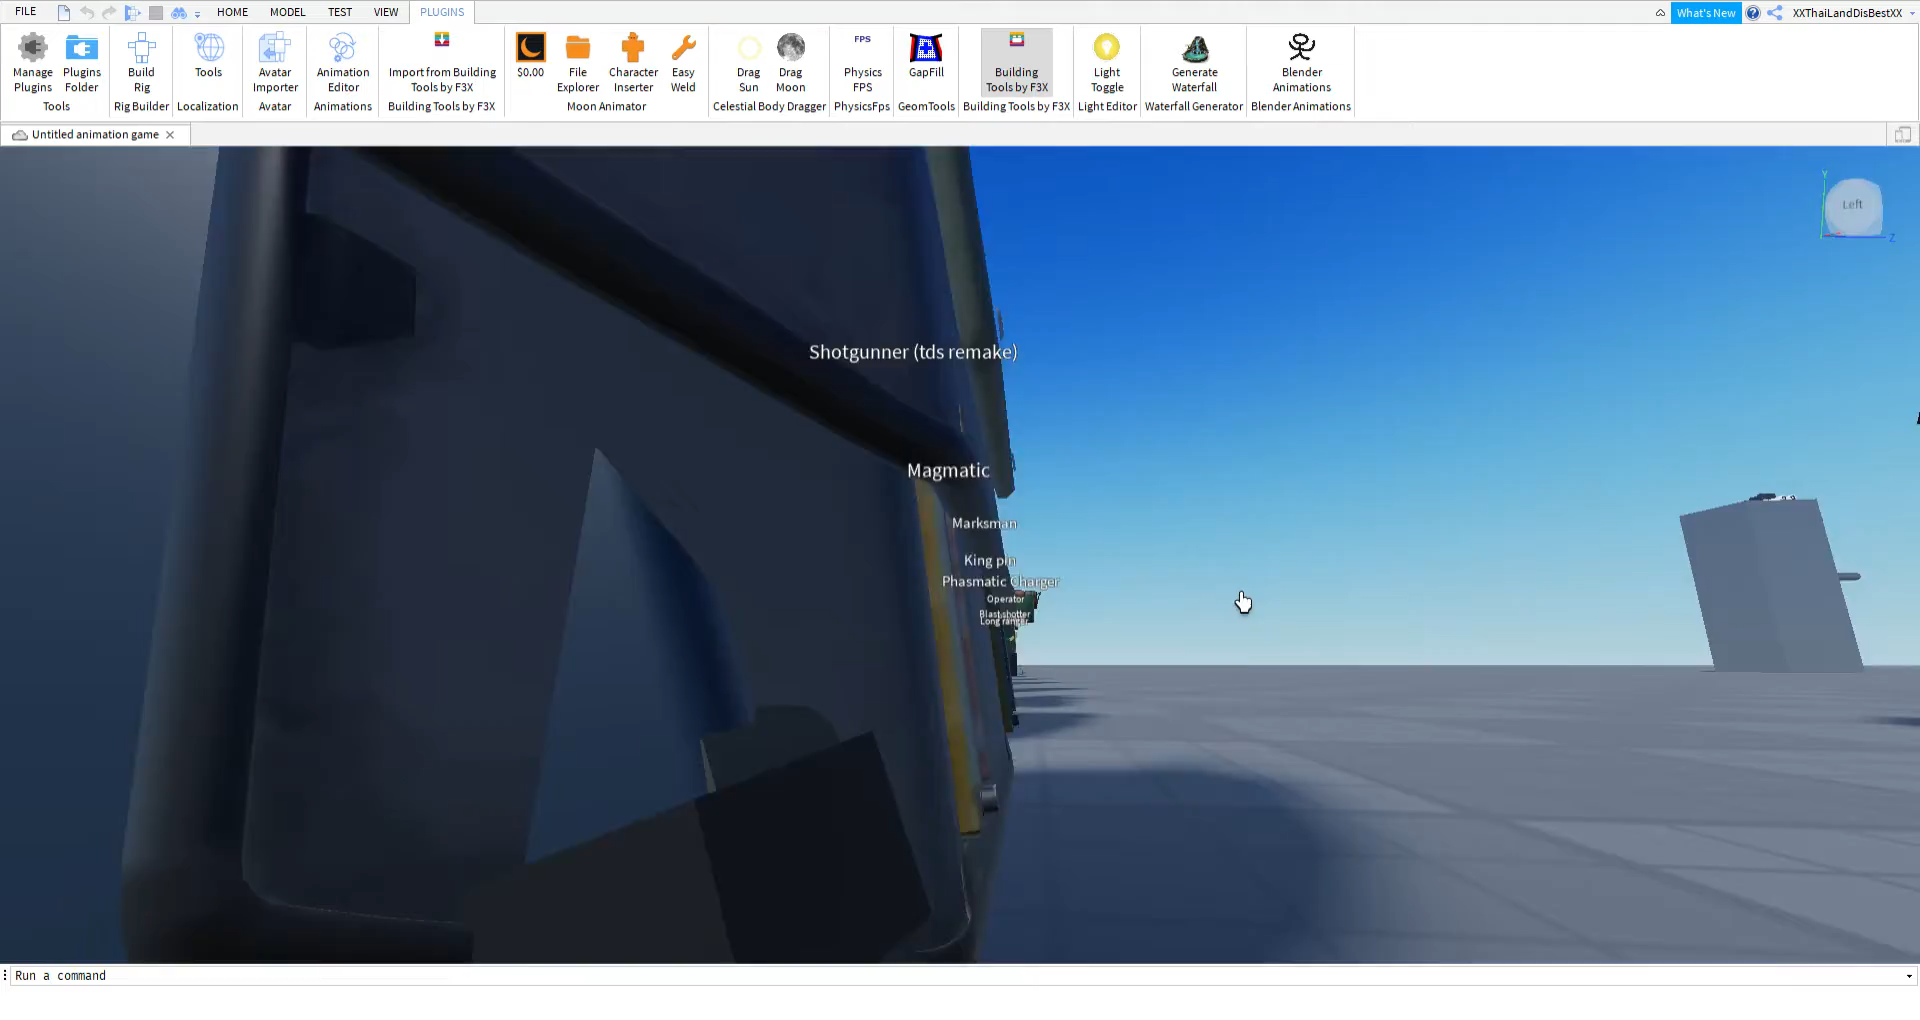 FILE HOME MODEL TEST VIEW PLUGINS What's New XXThaiLandDisBestXX
Manage Plugins
Plugins Folder
Tools
Build Rig
Rig Builder
Tools
Localization
Avatar Importer
Avatar
Animation Editor
Animations
Import from Building Tools by F3X
Building Tools by F3X
$0.00
File Explorer
Character Inserter
Easy Weld
Moon Animator
Drag Sun
Drag Moon
Celestial Body Dragger
FPS
Physics FPS
PhysicsFps
GapFill
GeomTools
Building Tools by F3X
Building Tools by F3X
Light Toggle
Light Editor
Generate Waterfall
Waterfall Generator
Blender Animations
Blender Animations
Untitled animation game
Y
Left
Z
Shotgunner (tds remake)
Magmatic
Marksman
King pin
Phasmatic Charger
Operator
Blastshotter
Long ranger
Run a command